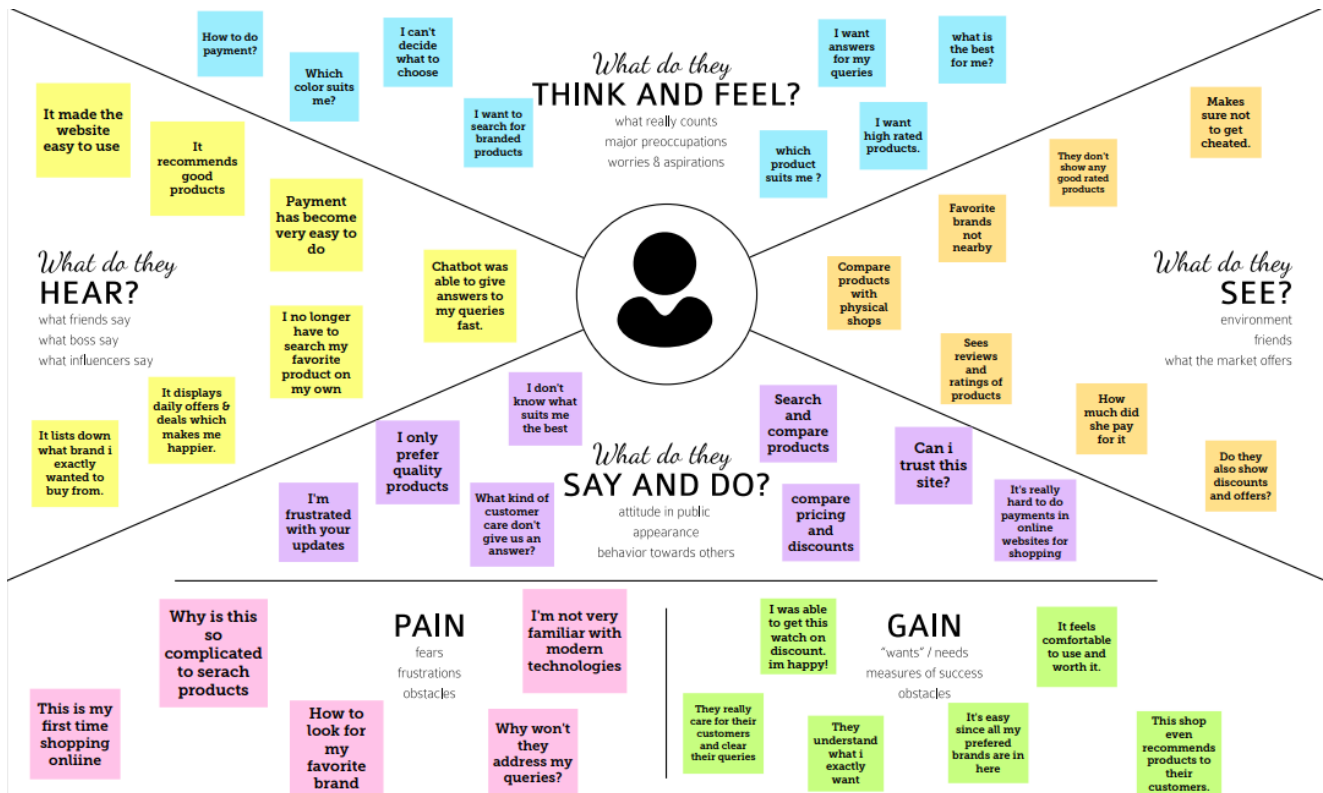 How to do
payment?
Which
color suits
me?
I can't
decide
what to
choose
I want to
search for
branded
products
What do they
THINK AND FEEL?
what really counts
major preoccupations
worries & aspirations
I want
answers
for my
queries
what is
the best
for me?
which
product
suits me ?
I want
high rated
products.
It made the
website
easy to use
It
recommends
good
products
Payment
has become
very easy to
do
Chatbot was
able to give
answers to
my queries
fast.
What do they
HEAR?
what friends say
what boss say
what influencers say
I no longer
have to
search my
favorite
product on
my own
It displays
daily offers &
deals which
makes me
happier.
It lists down
what brand i
exactly
wanted to
buy from.
Makes
sure not
to get
cheated.
They don't
show any
good rated
products
Favorite
brands
not
nearby
Compare
products
with
physical
shops
What do they
SEE?
environment
friends
what the market offers
Sees
reviews
and
ratings of
products
How
much did
she pay
for it
Do they
also show
discounts
and offers?
I don't
know what
suits me
the best
I only
prefer
quality
products
I'm
frustrated
with your
updates
What kind of
customer
care don't
give us an
answer?
What do they
SAY AND DO?
attitude in public
appearance
behavior towards others
Search
and
compare
products
compare
pricing
and
discounts
Can i
trust this
site?
It's really
hard to do
payments in
online
websites for
shopping
PAIN
fears
frustrations
obstacles
Why is this
so
complicated
to serach
products
I'm not very
familiar with
modern
technologies
This is my
first time
shopping
onliine
How to
look for
my
favorite
brand
Why won't
they
address my
queries?
GAIN
"wants" / needs
measures of success
obstacles
I was able
to get this
watch on
discount.
im happy!
It feels
comfortable
to use and
worth it.
They really
care for their
customers
and clear
their queries
They
understand
what i
exactly
want
It's easy
since all my
prefered
brands are in
here
This shop
even
recommends
products to
their
customers.